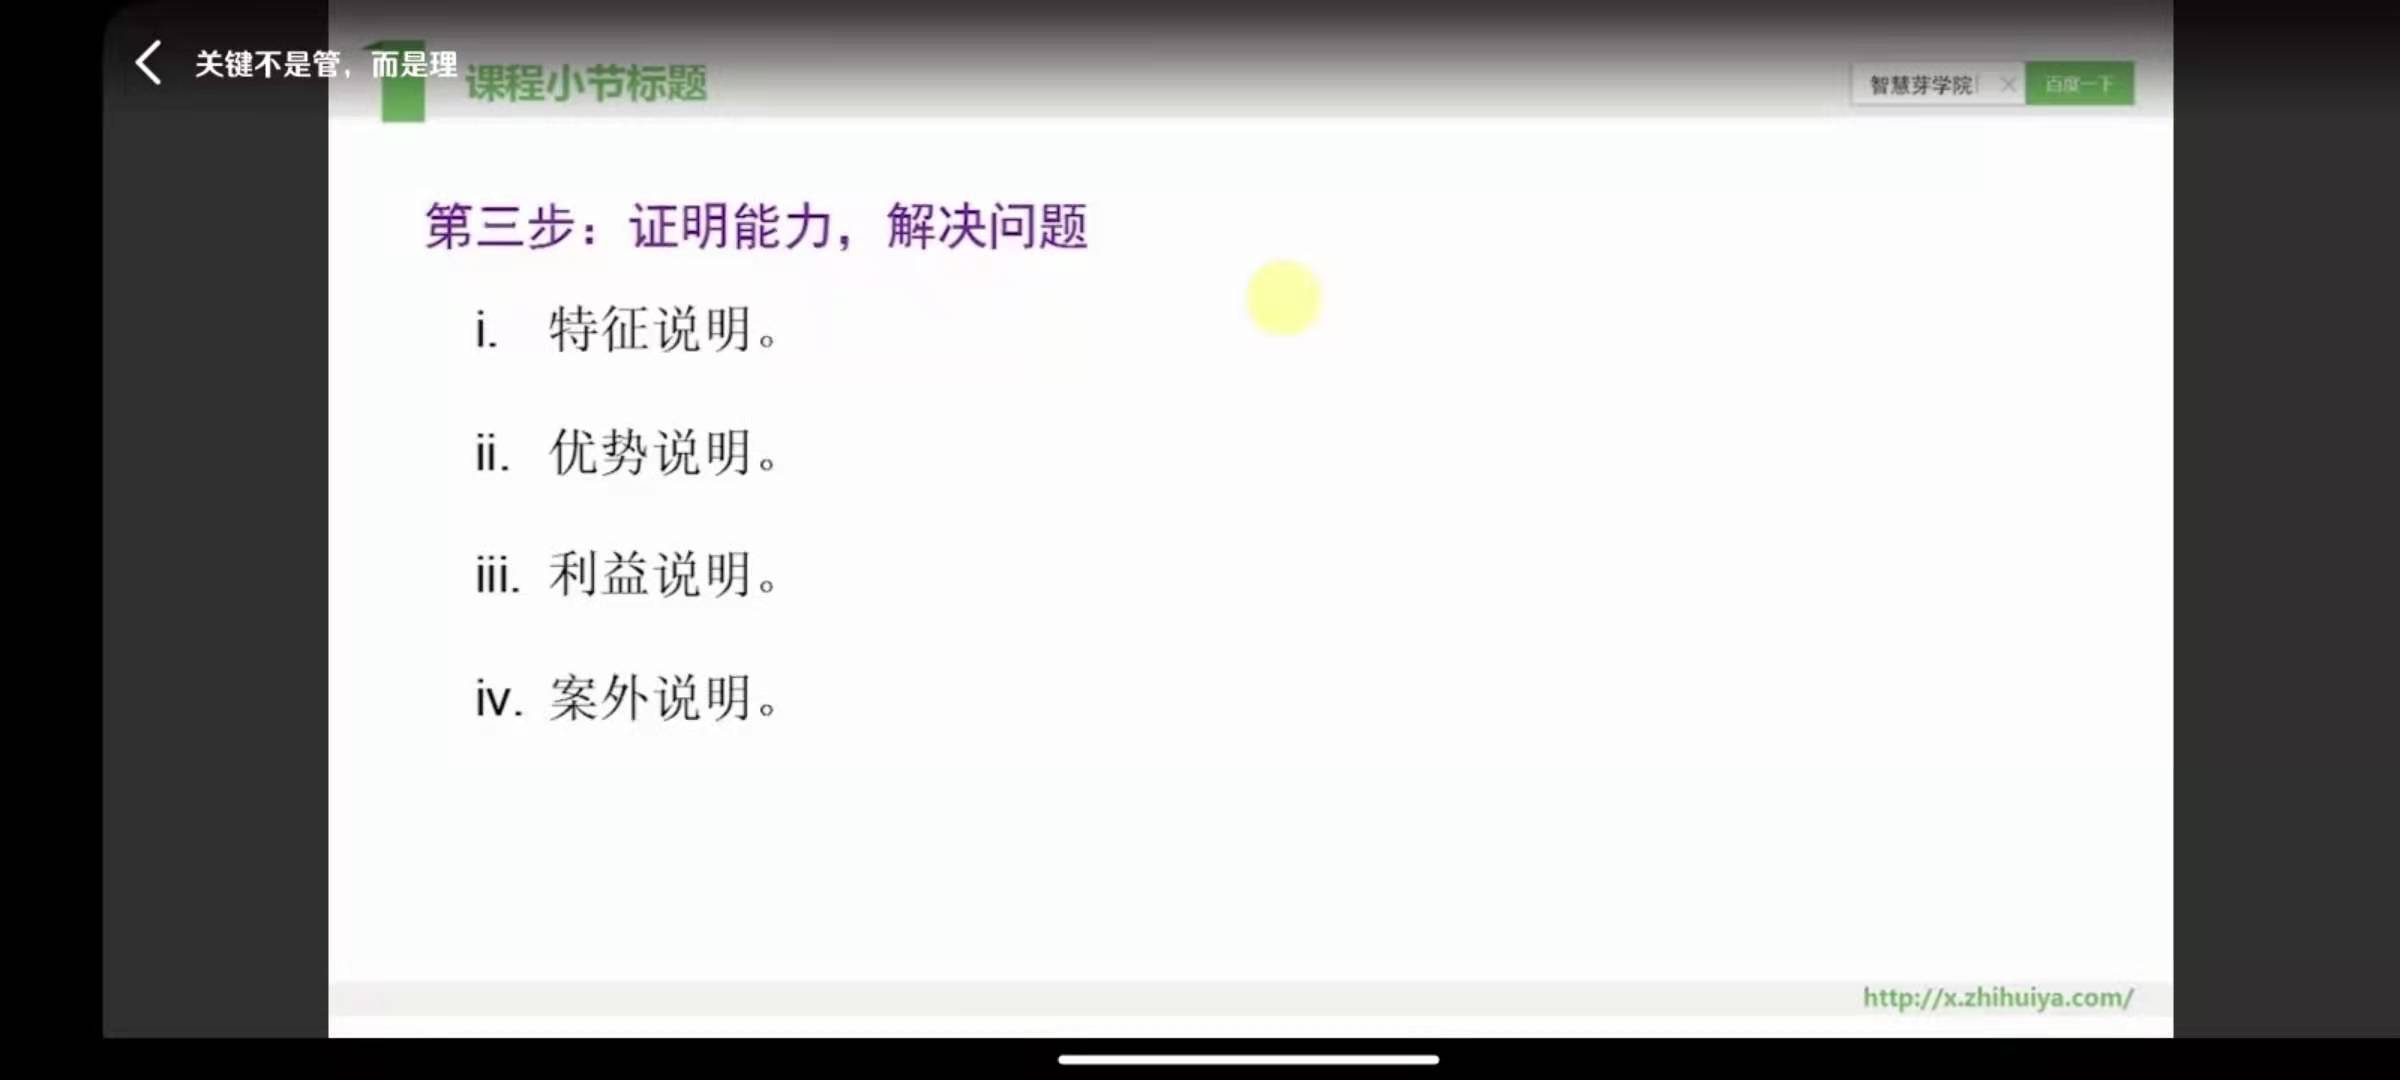 关键不是管，而是理
课程小节标题
智慧芽学院
百度一下
第三步：证明能力，解决问题
i. 特征说明。
ii. 优势说明。
iii. 利益说明。
iv. 案外说明。
http://x.zhihuiya.com/